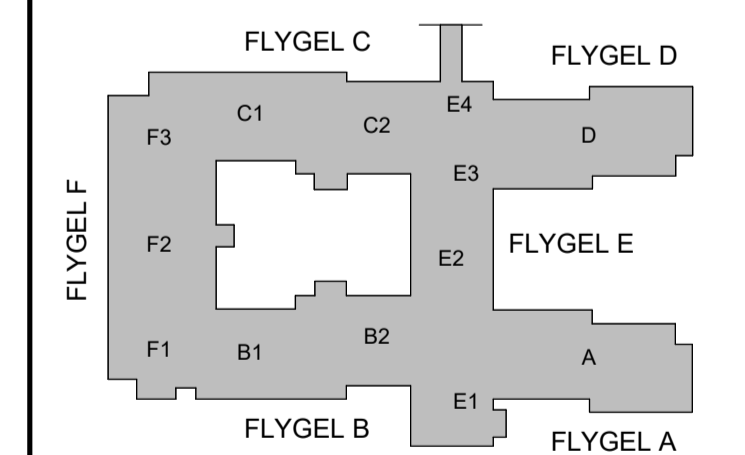 FLYGEL C
FLYGEL D
E4
C1
C2
F3
D
E3
FLYGEL F
F2
E2
FLYGEL E
B2
F1
B1
A
E1
FLYGEL B
FLYGEL A